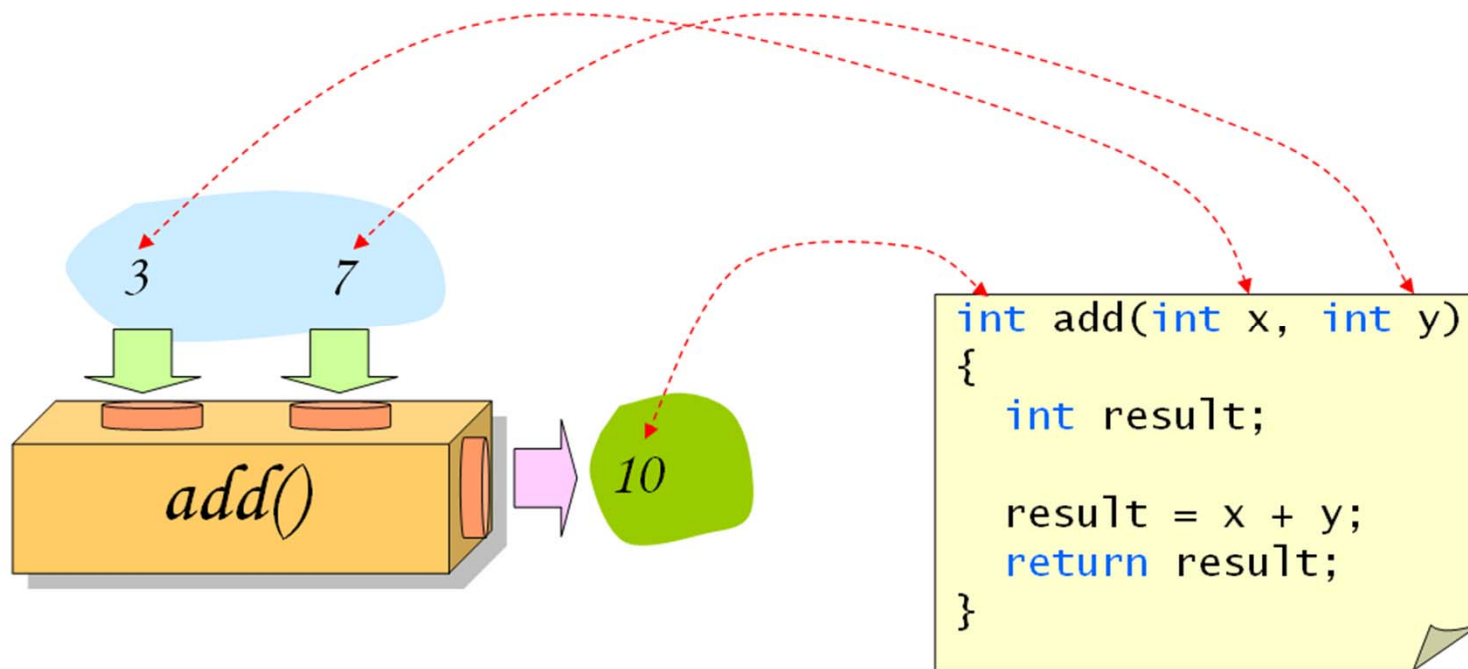 3 7
add()
10
int add(int x, int y)
{
int result;
result = x + y;
return result;
}